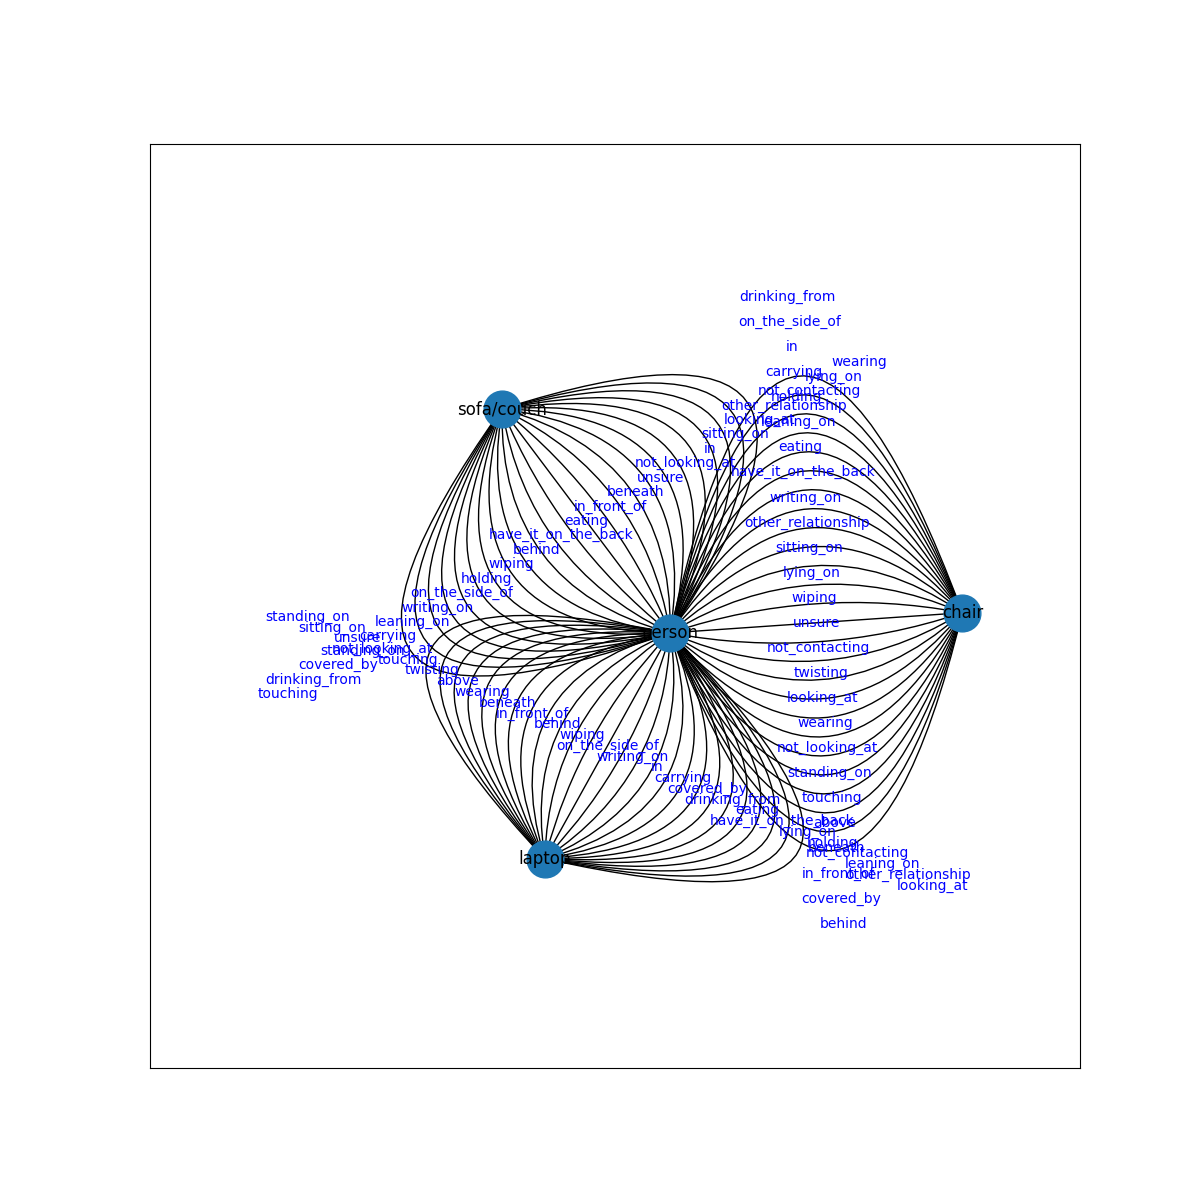 drinking_from
on_the_side_of
in
wearing
carrying
lying_on
not_contacting
holding
other_relationship
sofa/couch
looking_at
leaning_on
sitting_on
eating
in
not_looking_at
have_it_on_the_back
unsure
beneath
writing_on
in_front_of
eating
other_relationship
have_it_on_the_back
behind
sitting_on
wiping
lying_on
holding
on_the_side_of
wiping
writing_on
chair
standing_on
leaning_on
unsure
sitting_on
carrying
person
unsure
not_looking_at
not_contacting
standing_on
touching
covered_by
twisting
twisting
drinking_from
above
touching
wearing
looking_at
beneath
in_front_of
behind
wearing
wiping
on_the_side_of
not_looking_at
writing_on
in
standing_on
carrying
covered_by
drinking_from
touching
eating
have_it_on_the_back
above
lying_on
holding
beneath
not_contacting
laptop
leaning_on
in_front_of
other_relationship
looking_at
covered_by
behind